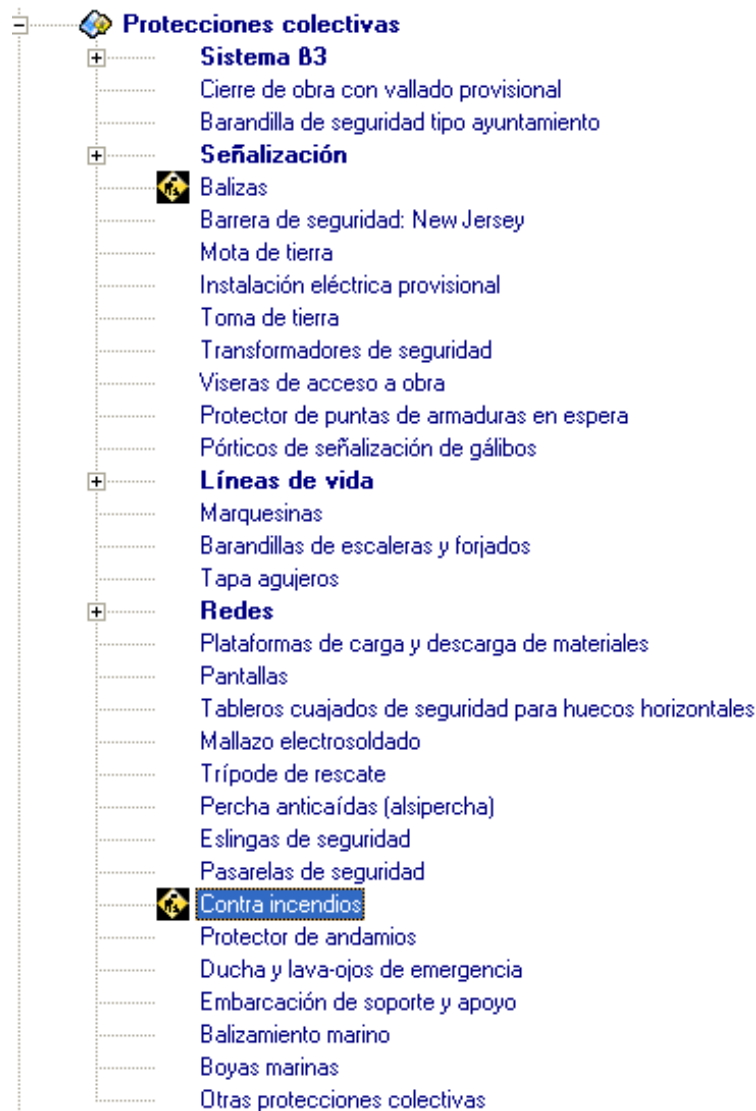 Protecciones colectivas
Sistema ß3
Cierre de obra con vallado provisional
Barandilla de seguridad tipo ayuntamiento
Señalización
Balizas
Barrera de seguridad: New Jersey
Mota de tierra
Instalación eléctrica provisional
Toma de tierra
Transformadores de seguridad
Viseras de acceso a obra
Protector de puntas de armaduras en espera
Pórticos de señalización de gálibos
Líneas de vida
Marquesinas
Barandillas de escaleras y forjados
Tapa agujeros
Redes
Plataformas de carga y descarga de materiales
Pantallas
Tableros cuajados de seguridad para huecos horizontales
Mallazo electrosoldado
Trípode de rescate
Percha anticaídas (alsipercha)
Eslingas de seguridad
Pasarelas de seguridad
Contra incendios
Protector de andamios
Ducha y lava-ojos de emergencia
Embarcación de soporte y apoyo
Balizamiento marino
Boyas marinas
Otras protecciones colectivas